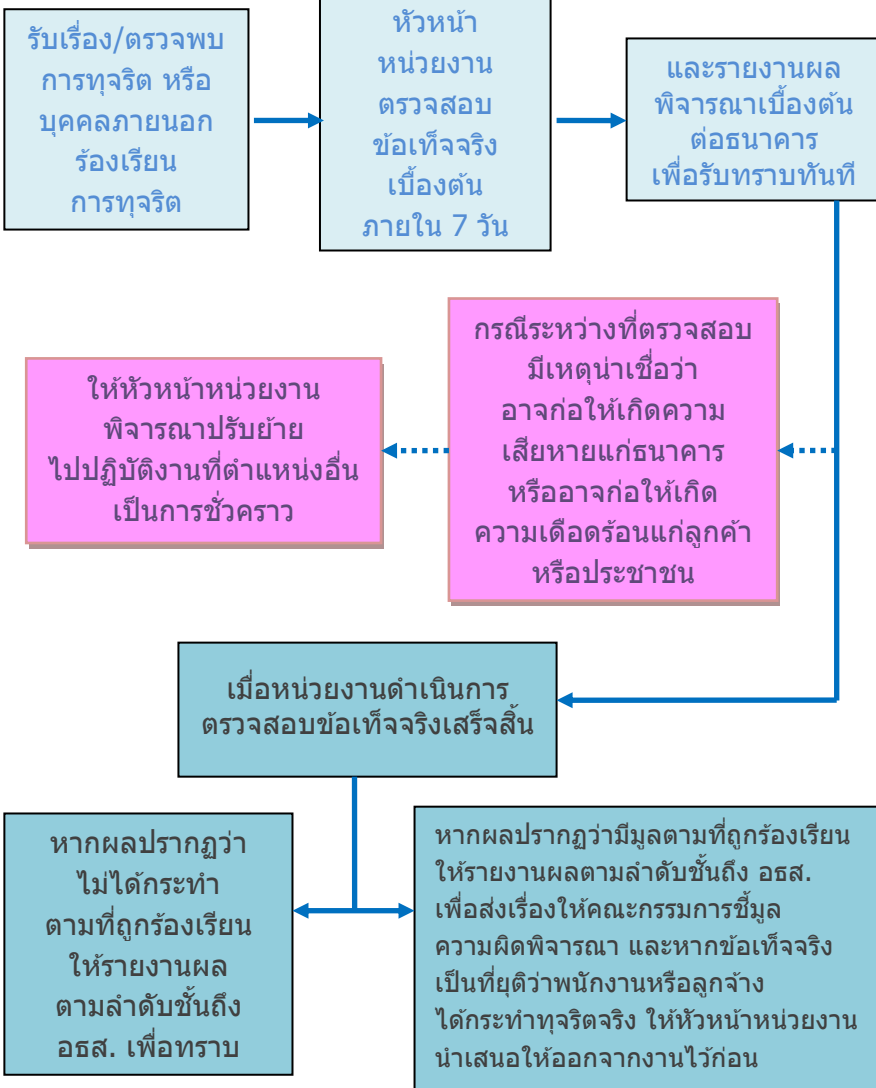 รับเรื่อง/ตรวจพบ
การทุจริต หรือ
บุคคลภายนอก
ร้องเรียน
การทุจริต
หัวหน้า
หน่วยงาน
ตรวจสอบ
ข้อเท็จจริง
เบื้องต้น
ภายใน 7 วัน
และรายงานผล
พิจารณาเบื้องต้น
ต่อธนาคาร
เพื่อรับทราบทันที
กรณีระหว่างที่ตรวจสอบ
มีเหตุน่าเชื่อว่า
อาจก่อให้เกิดความ
เสียหายแก่ธนาคาร
หรืออาจก่อให้เกิด
ความเดือดร้อนแก่ลูกค้า
หรือประชาชน
ให้หัวหน้าหน่วยงาน
พิจารณาปรับย้าย
ไปปฏิบัติงานที่ตำแหน่งอื่น
เป็นการชั่วคราว
เมื่อหน่วยงานดำเนินการ
ตรวจสอบข้อเท็จจริงเสร็จสิ้น
หากผลปรากฏว่า
ไม่ได้กระทำ
ตามที่ถูกร้องเรียน
ให้รายงานผล
ตามลำดับชั้นถึง
อธส. เพื่อทราบ
หากผลปรากฏว่ามีมูลตามที่ถูกร้องเรียน
ให้รายงานผลตามลำดับชั้นถึง อธส.
เพื่อส่งเรื่องให้คณะกรรมการชี้มูล
ความผิดพิจารณา และหากข้อเท็จจริง
เป็นที่ยุติว่าพนักงานหรือลูกจ้าง
ได้กระทำทุจริตจริง ให้หัวหน้าหน่วยงาน
นำเสนอให้ออกจากงานไว้ก่อน